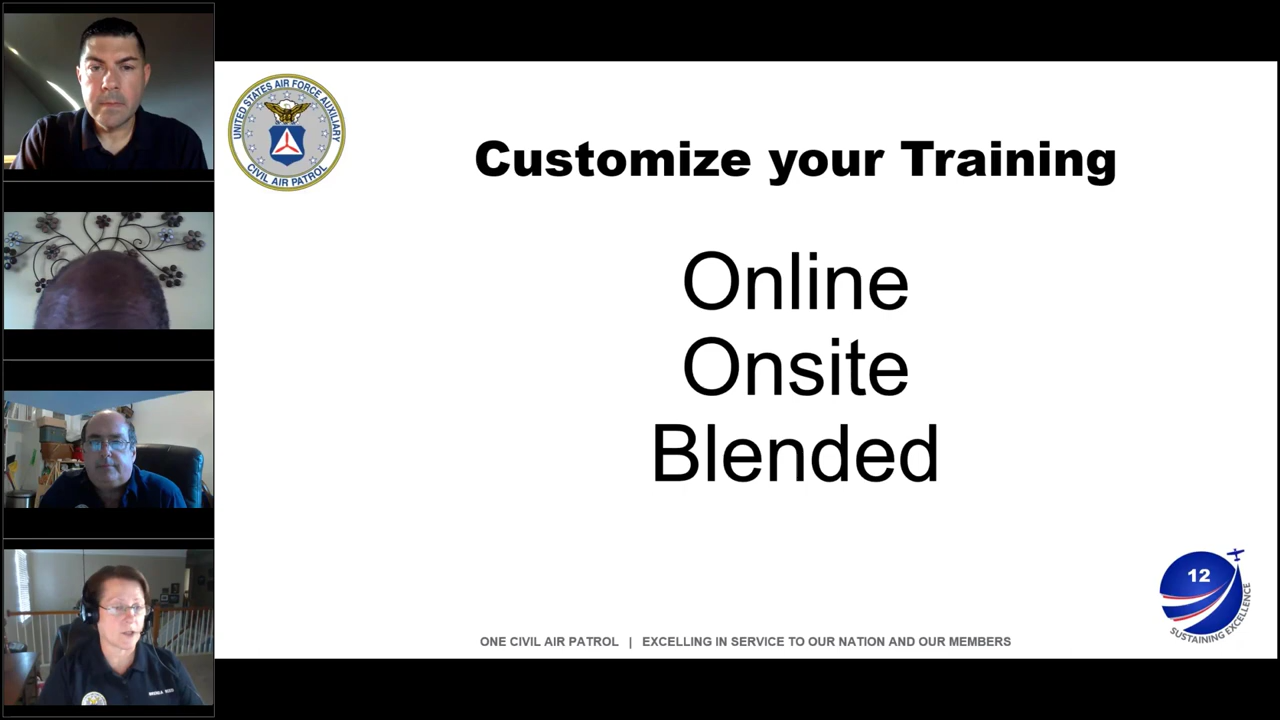 UNITED STATES AIR FORCE AUXILIARY
CIVIL AIR PATROL
Customize your Training
Online
Onsite
Blended
12
SUSTAINING EXCELLENCE
ONE CIVIL AIR PATROL | EXCELLING IN SERVICE TO OUR NATION AND OUR MEMBERS